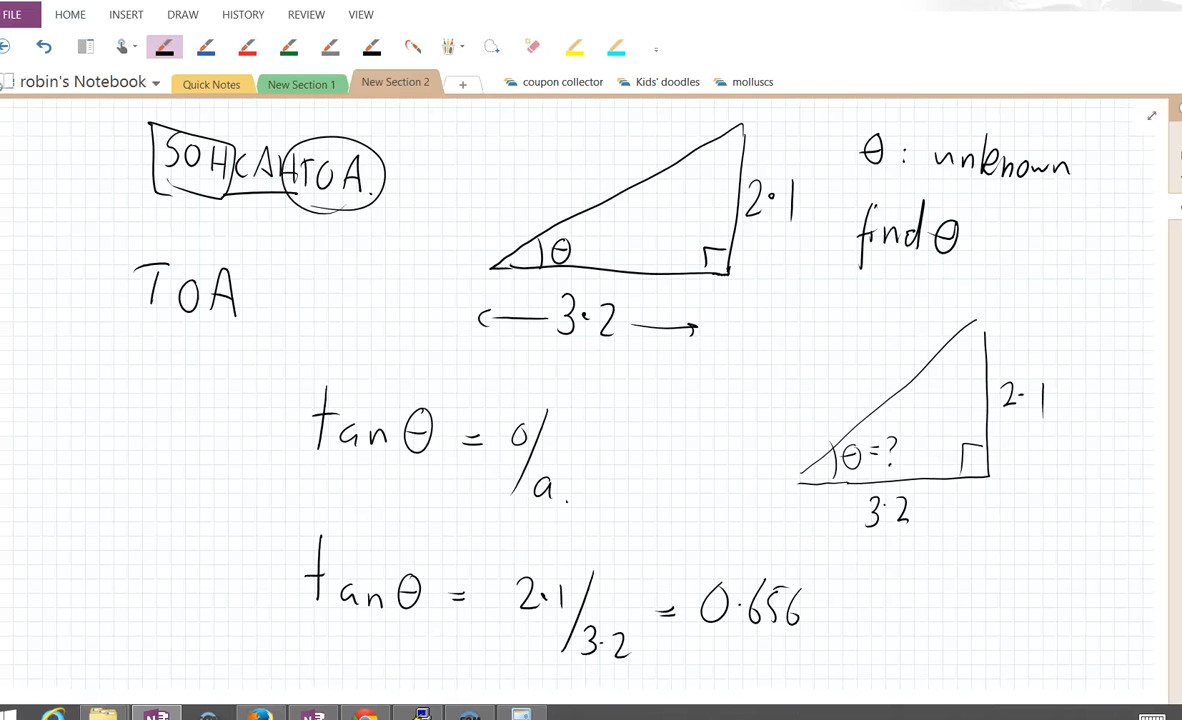 FILE HOME INSERT DRAW HISTORY REVIEW VIEW
robin's Notebook Quick Notes New Section 1 New Section 2 + coupon collector Kids' doodles molluscs
SOHCAHTOA.
θ : unknown
2·1
find θ
θ
TOA
3·2
2·1
tan θ = o/a.
θ = ?
3·2
tan θ = 2·1/3·2 = 0·656